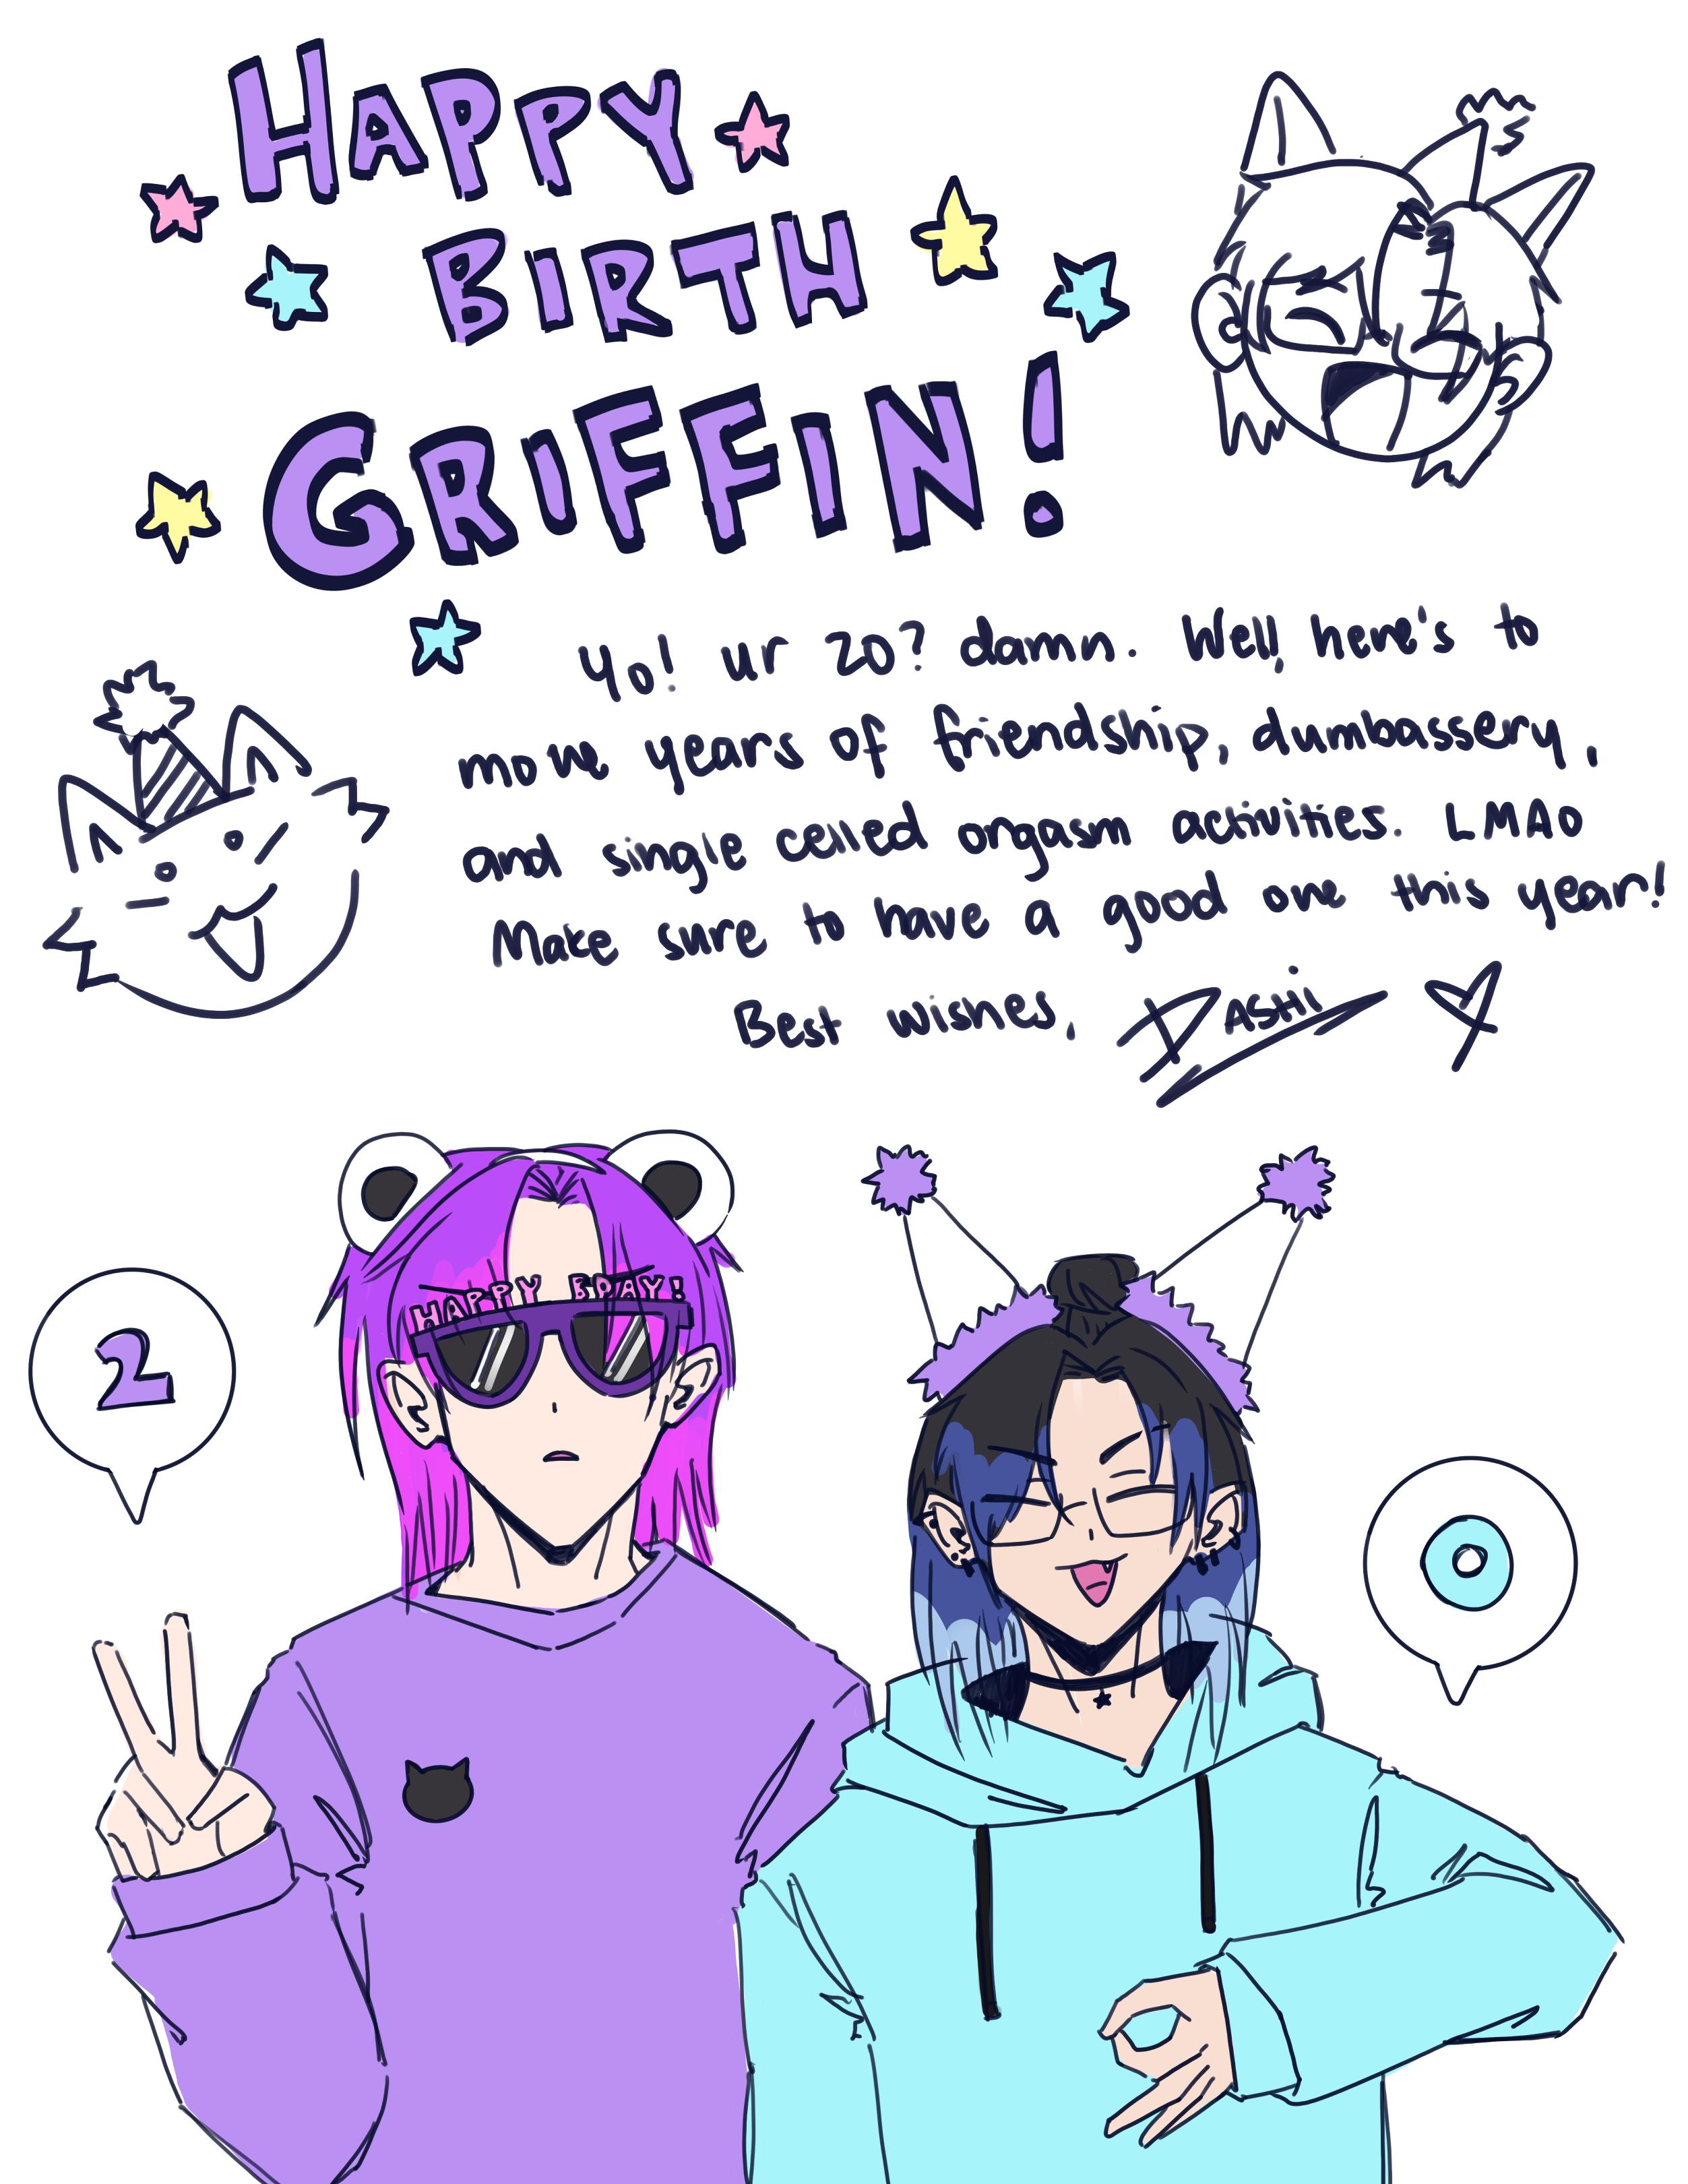 HAPPY
BIRTH
GRIFFIN!
Yo! ur 20? damn. Well, here's to
more years of friendship, dumbassery,
and single celled orgasm activities. LMAO
Make sure to have a good one this year!
Best wishes, DASHI
HAPPY BDAY!
2
0